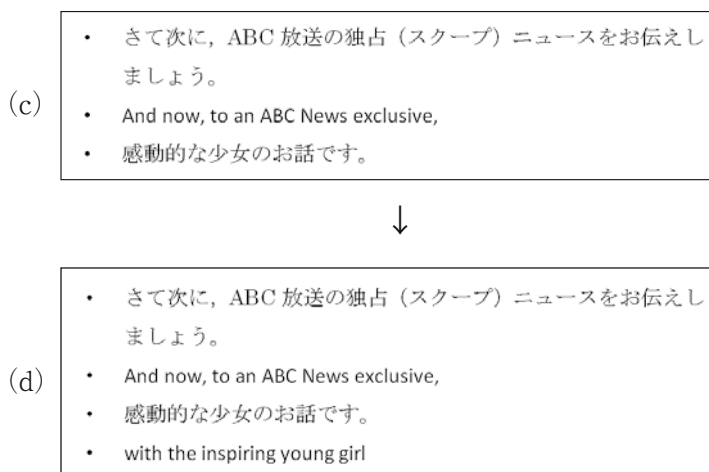 (c)
• さて次に，ABC 放送の独占（スクープ）ニュースをお伝えし
ましょう。
• And now, to an ABC News exclusive,
• 感動的な少女のお話です。
↓
(d)
• さて次に，ABC 放送の独占（スクープ）ニュースをお伝えし
ましょう。
• And now, to an ABC News exclusive,
• 感動的な少女のお話です。
• with the inspiring young girl